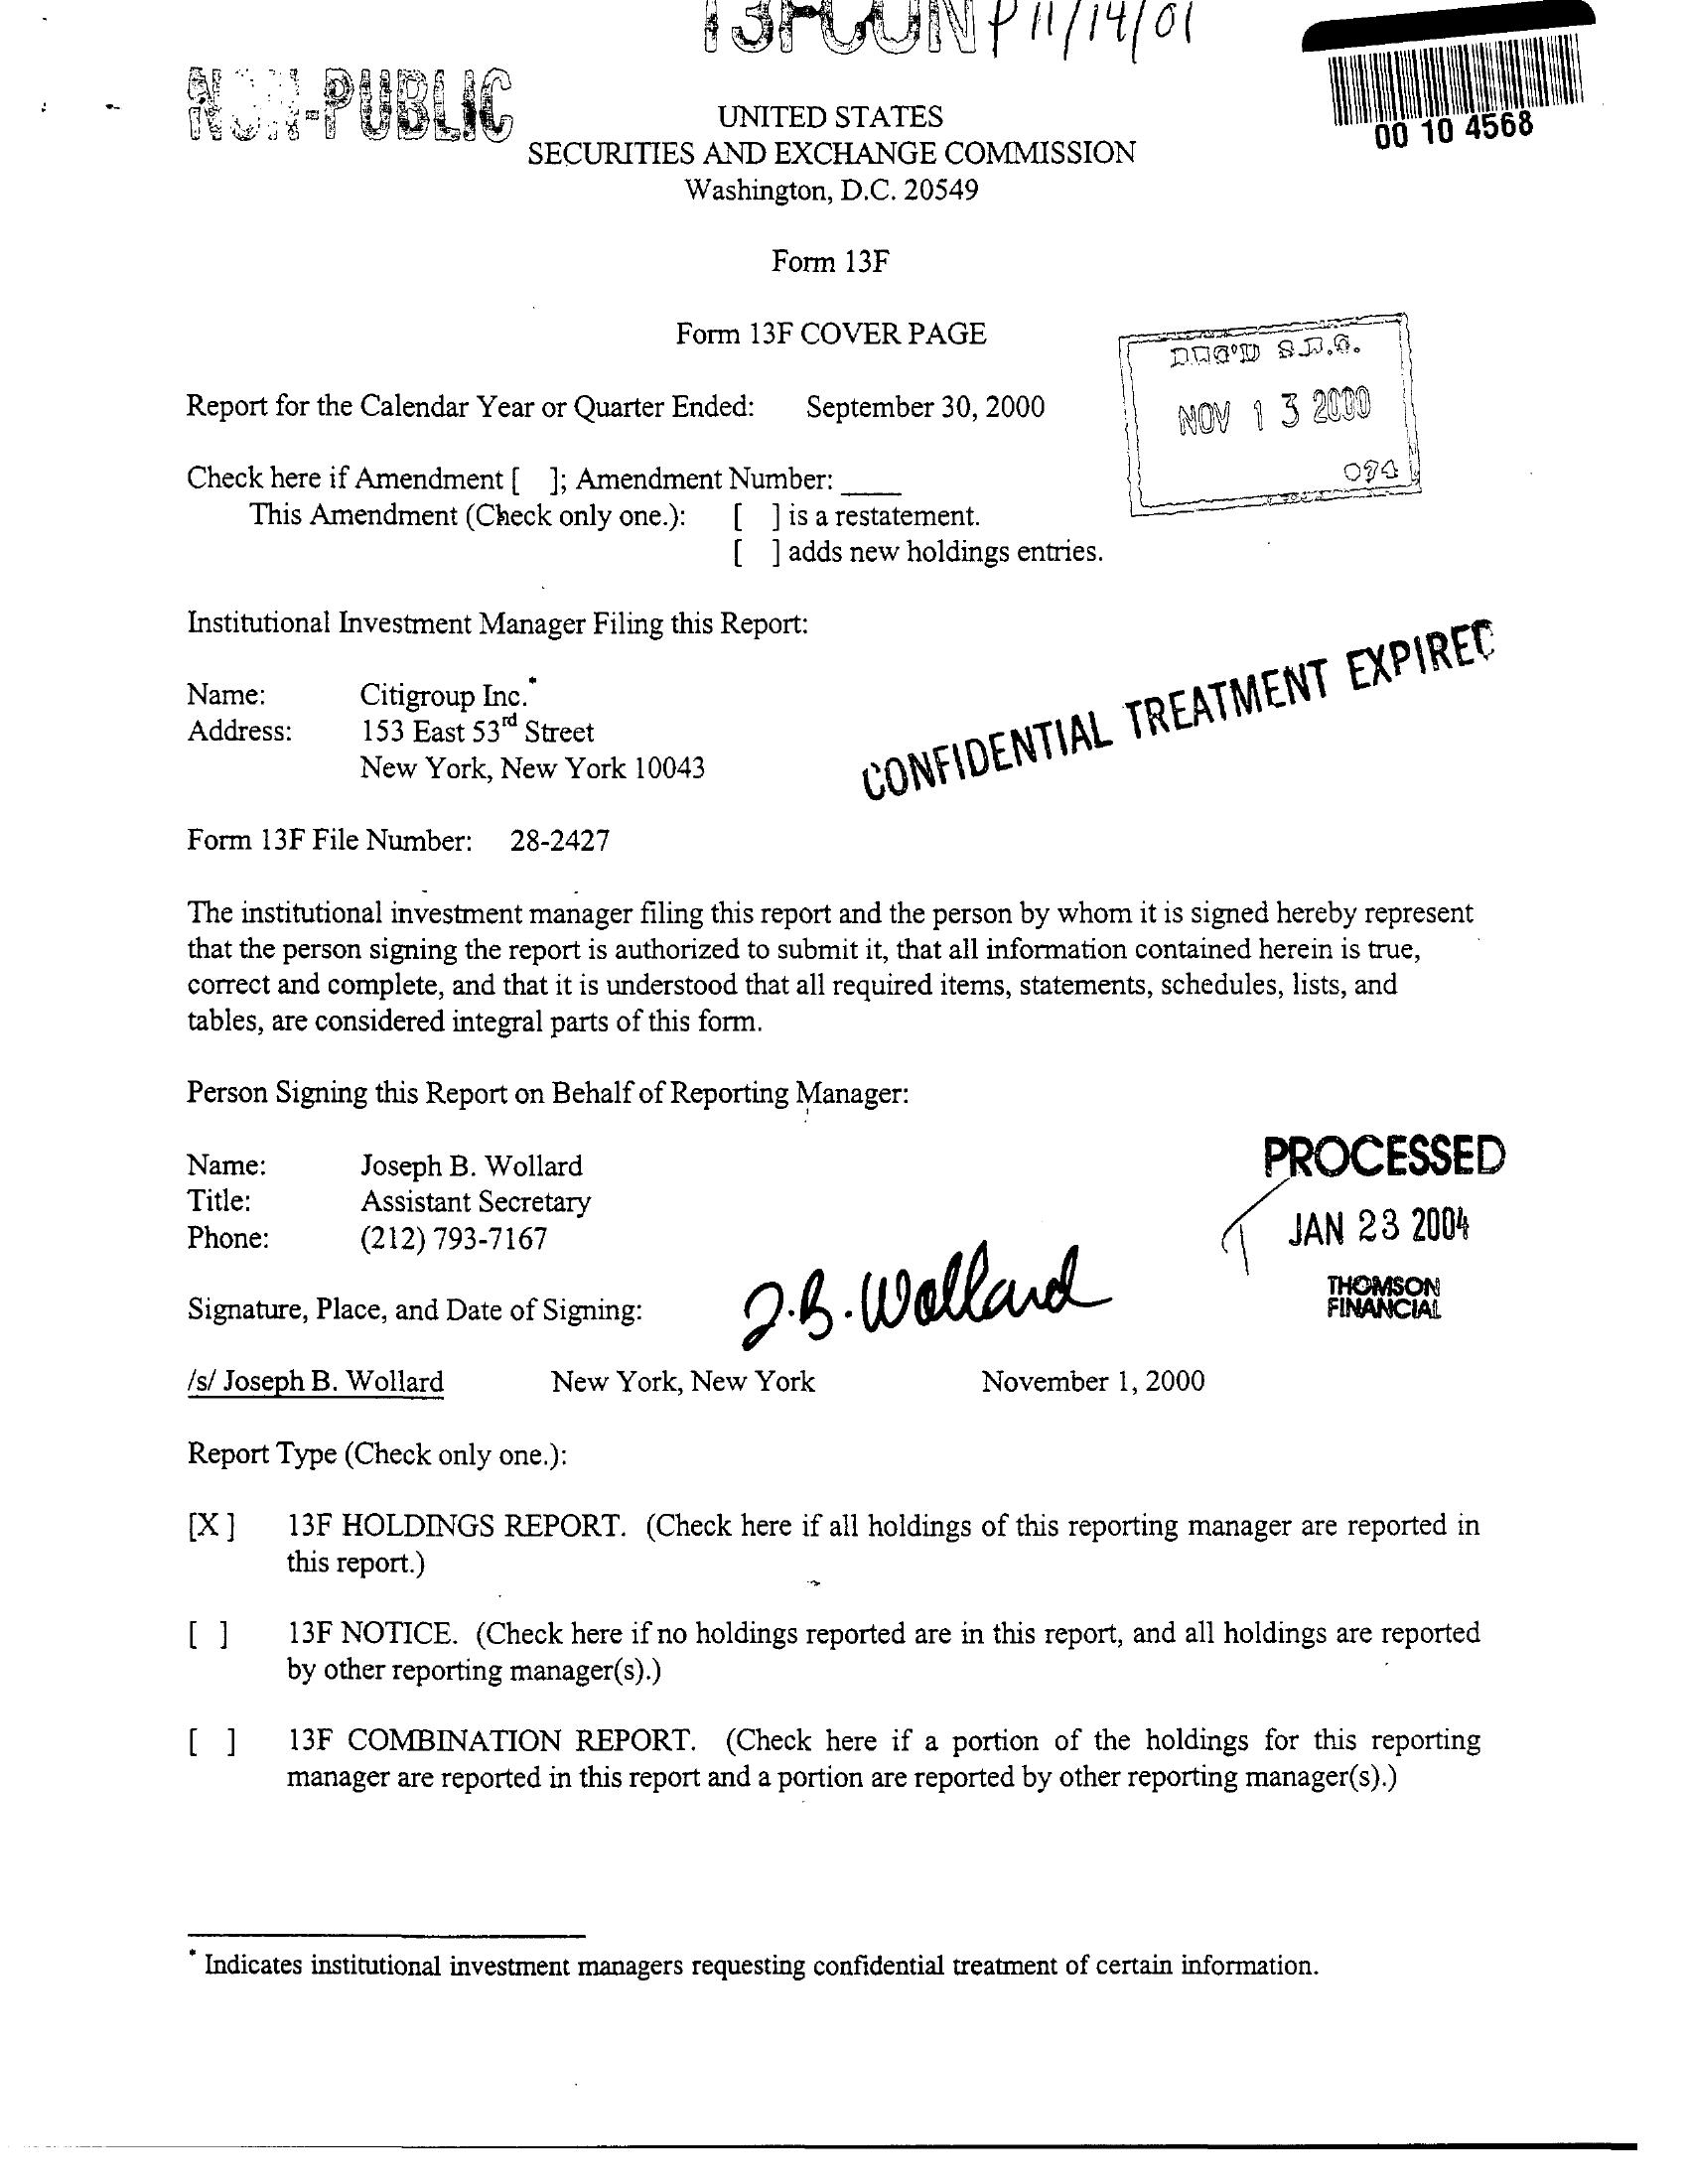 13FCON P 11/14/01
NON-PUBLIC
00 10 4568
UNITED STATES
SECURITIES AND EXCHANGE COMMISSION
Washington, D.C. 20549
Form 13F
Form 13F COVER PAGE
REC'D S.E.C.
NOV 13 2000
Report for the Calendar Year or Quarter Ended: September 30, 2000
Check here if Amendment [ ]; Amendment Number: ____
This Amendment (Check only one.): [ ] is a restatement.
[ ] adds new holdings entries.
Institutional Investment Manager Filing this Report:
CONFIDENTIAL TREATMENT EXPIRED
Name: Citigroup Inc.*
Address: 153 East 53rd Street
New York, New York 10043
Form 13F File Number: 28-2427
The institutional investment manager filing this report and the person by whom it is signed hereby represent
that the person signing the report is authorized to submit it, that all information contained herein is true,
correct and complete, and that it is understood that all required items, statements, schedules, lists, and
tables, are considered integral parts of this form.
Person Signing this Report on Behalf of Reporting Manager:
Name: Joseph B. Wollard
Title: Assistant Secretary
Phone: (212) 793-7167
PROCESSED
JAN 23 2004
THOMSON
FINANCIAL
Signature, Place, and Date of Signing: J.B. Wollard
/s/ Joseph B. Wollard New York, New York November 1, 2000
Report Type (Check only one.):
[X] 13F HOLDINGS REPORT. (Check here if all holdings of this reporting manager are reported in
this report.)
[ ] 13F NOTICE. (Check here if no holdings reported are in this report, and all holdings are reported
by other reporting manager(s).)
[ ] 13F COMBINATION REPORT. (Check here if a portion of the holdings for this reporting
manager are reported in this report and a portion are reported by other reporting manager(s).)
* Indicates institutional investment managers requesting confidential treatment of certain information.